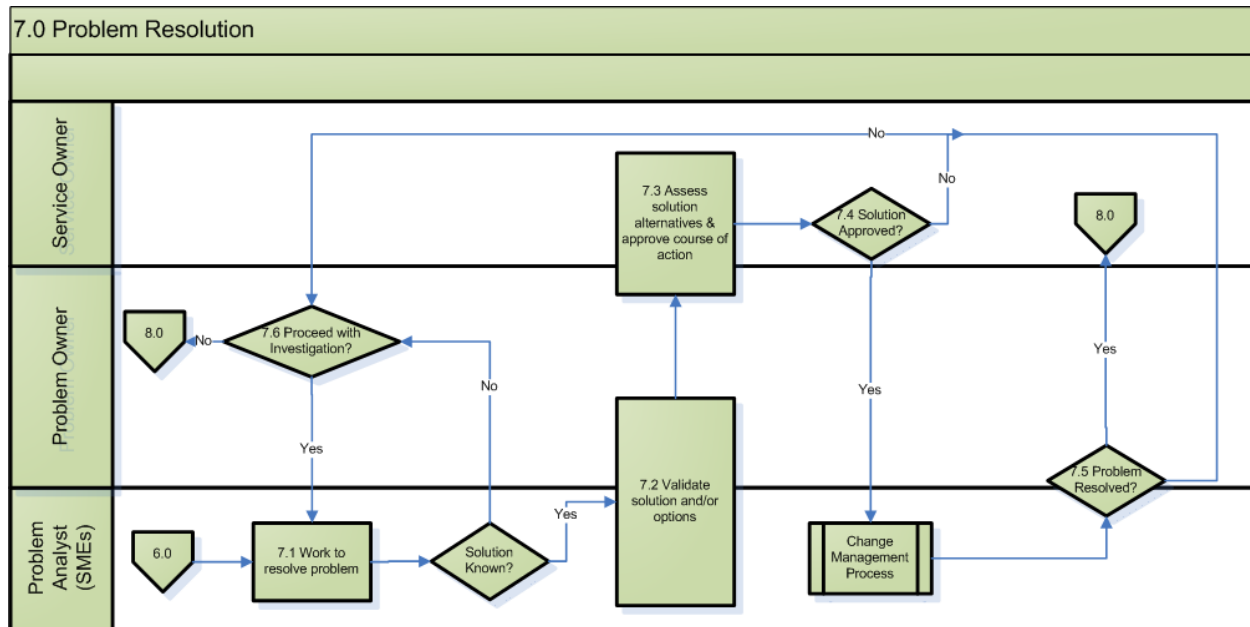 7.0 Problem Resolution
Service Owner
No
7.3 Assess
solution
alternatives &
approve course of
action
7.4 Solution
Approved?
No
8.0
Problem Owner
8.0
No
7.6 Proceed with
Investigation?
No
Yes
Yes
Yes
7.5 Problem
Resolved?
7.2 Validate
solution and/or
options
Problem
Analyst
(SMEs)
6.0
7.1 Work to
resolve problem
Solution
Known?
Yes
Change
Management
Process